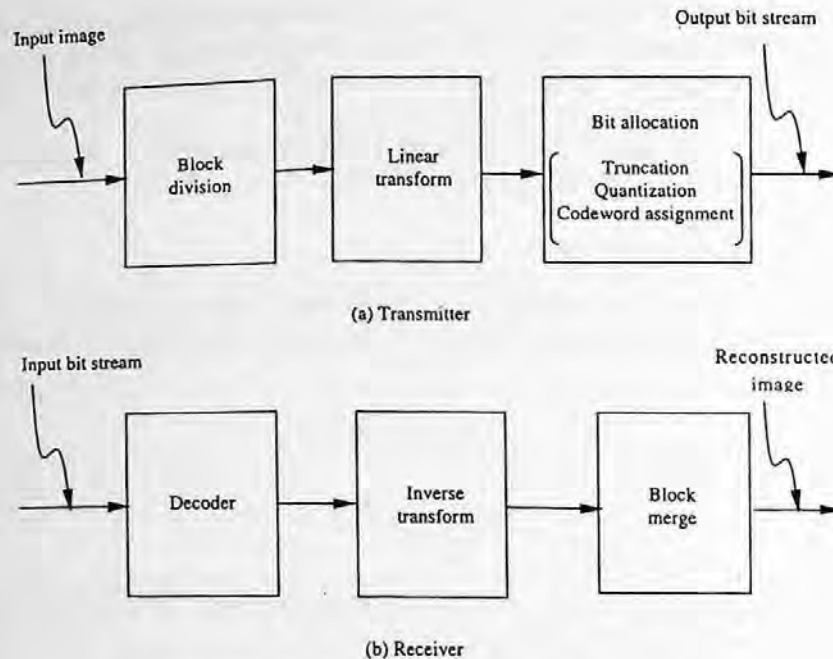 Input image
Output bit stream
Block
division
Linear
transform
Bit allocation
Truncation
Quantization
Codeword assignment
(a) Transmitter
Input bit stream
Reconstructed
image
Decoder
Inverse
transform
Block
merge
(b) Receiver